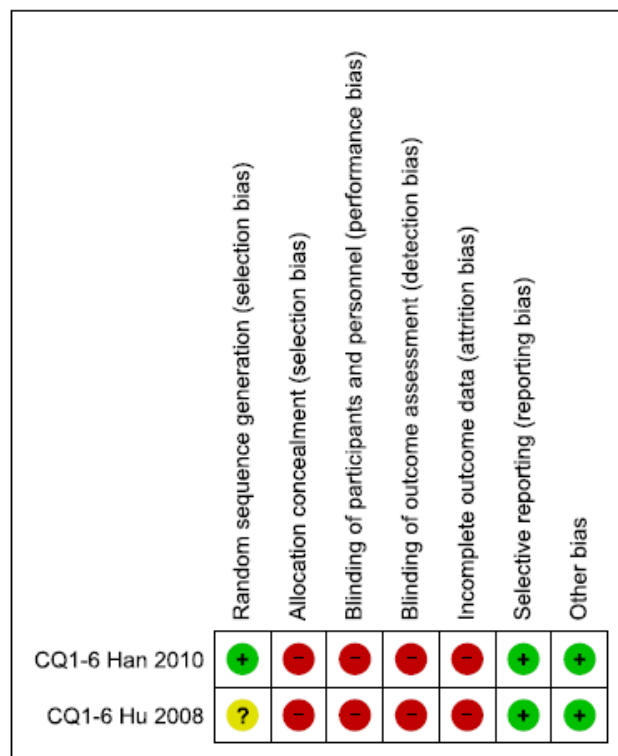 Random sequence generation (selection bias)
Allocation concealment (selection bias)
Blinding of participants and personnel (performance bias)
Blinding of outcome assessment (detection bias)
Incomplete outcome data (attrition bias)
Selective reporting (reporting bias)
Other bias
CQ1-6 Han 2010 + – – – – + +
CQ1-6 Hu 2008 ? – – – – + +